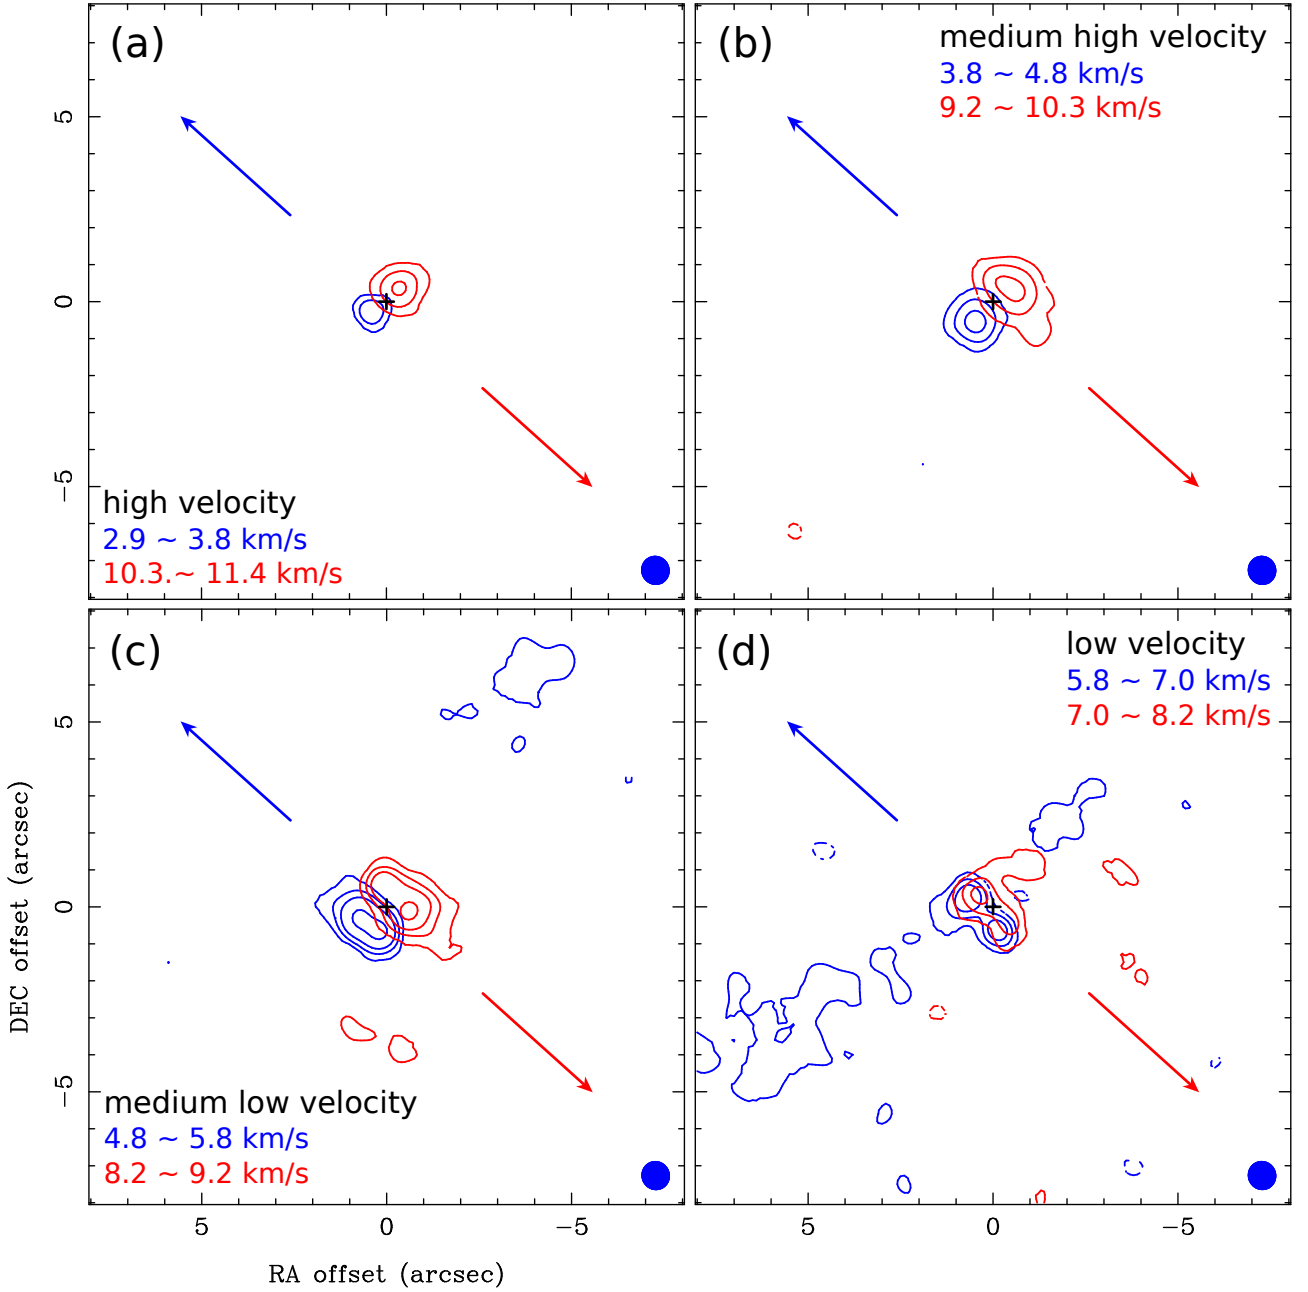 (a)
5
0
−5
high velocity
2.9 ~ 3.8 km/s
10.3.~ 11.4 km/s
(b)
medium high velocity
3.8 ~ 4.8 km/s
9.2 ~ 10.3 km/s
(c)
5
0
−5
medium low velocity
4.8 ~ 5.8 km/s
8.2 ~ 9.2 km/s
(d)
low velocity
5.8 ~ 7.0 km/s
7.0 ~ 8.2 km/s
DEC offset (arcsec)
5 0 −5
5 0 −5
RA offset (arcsec)